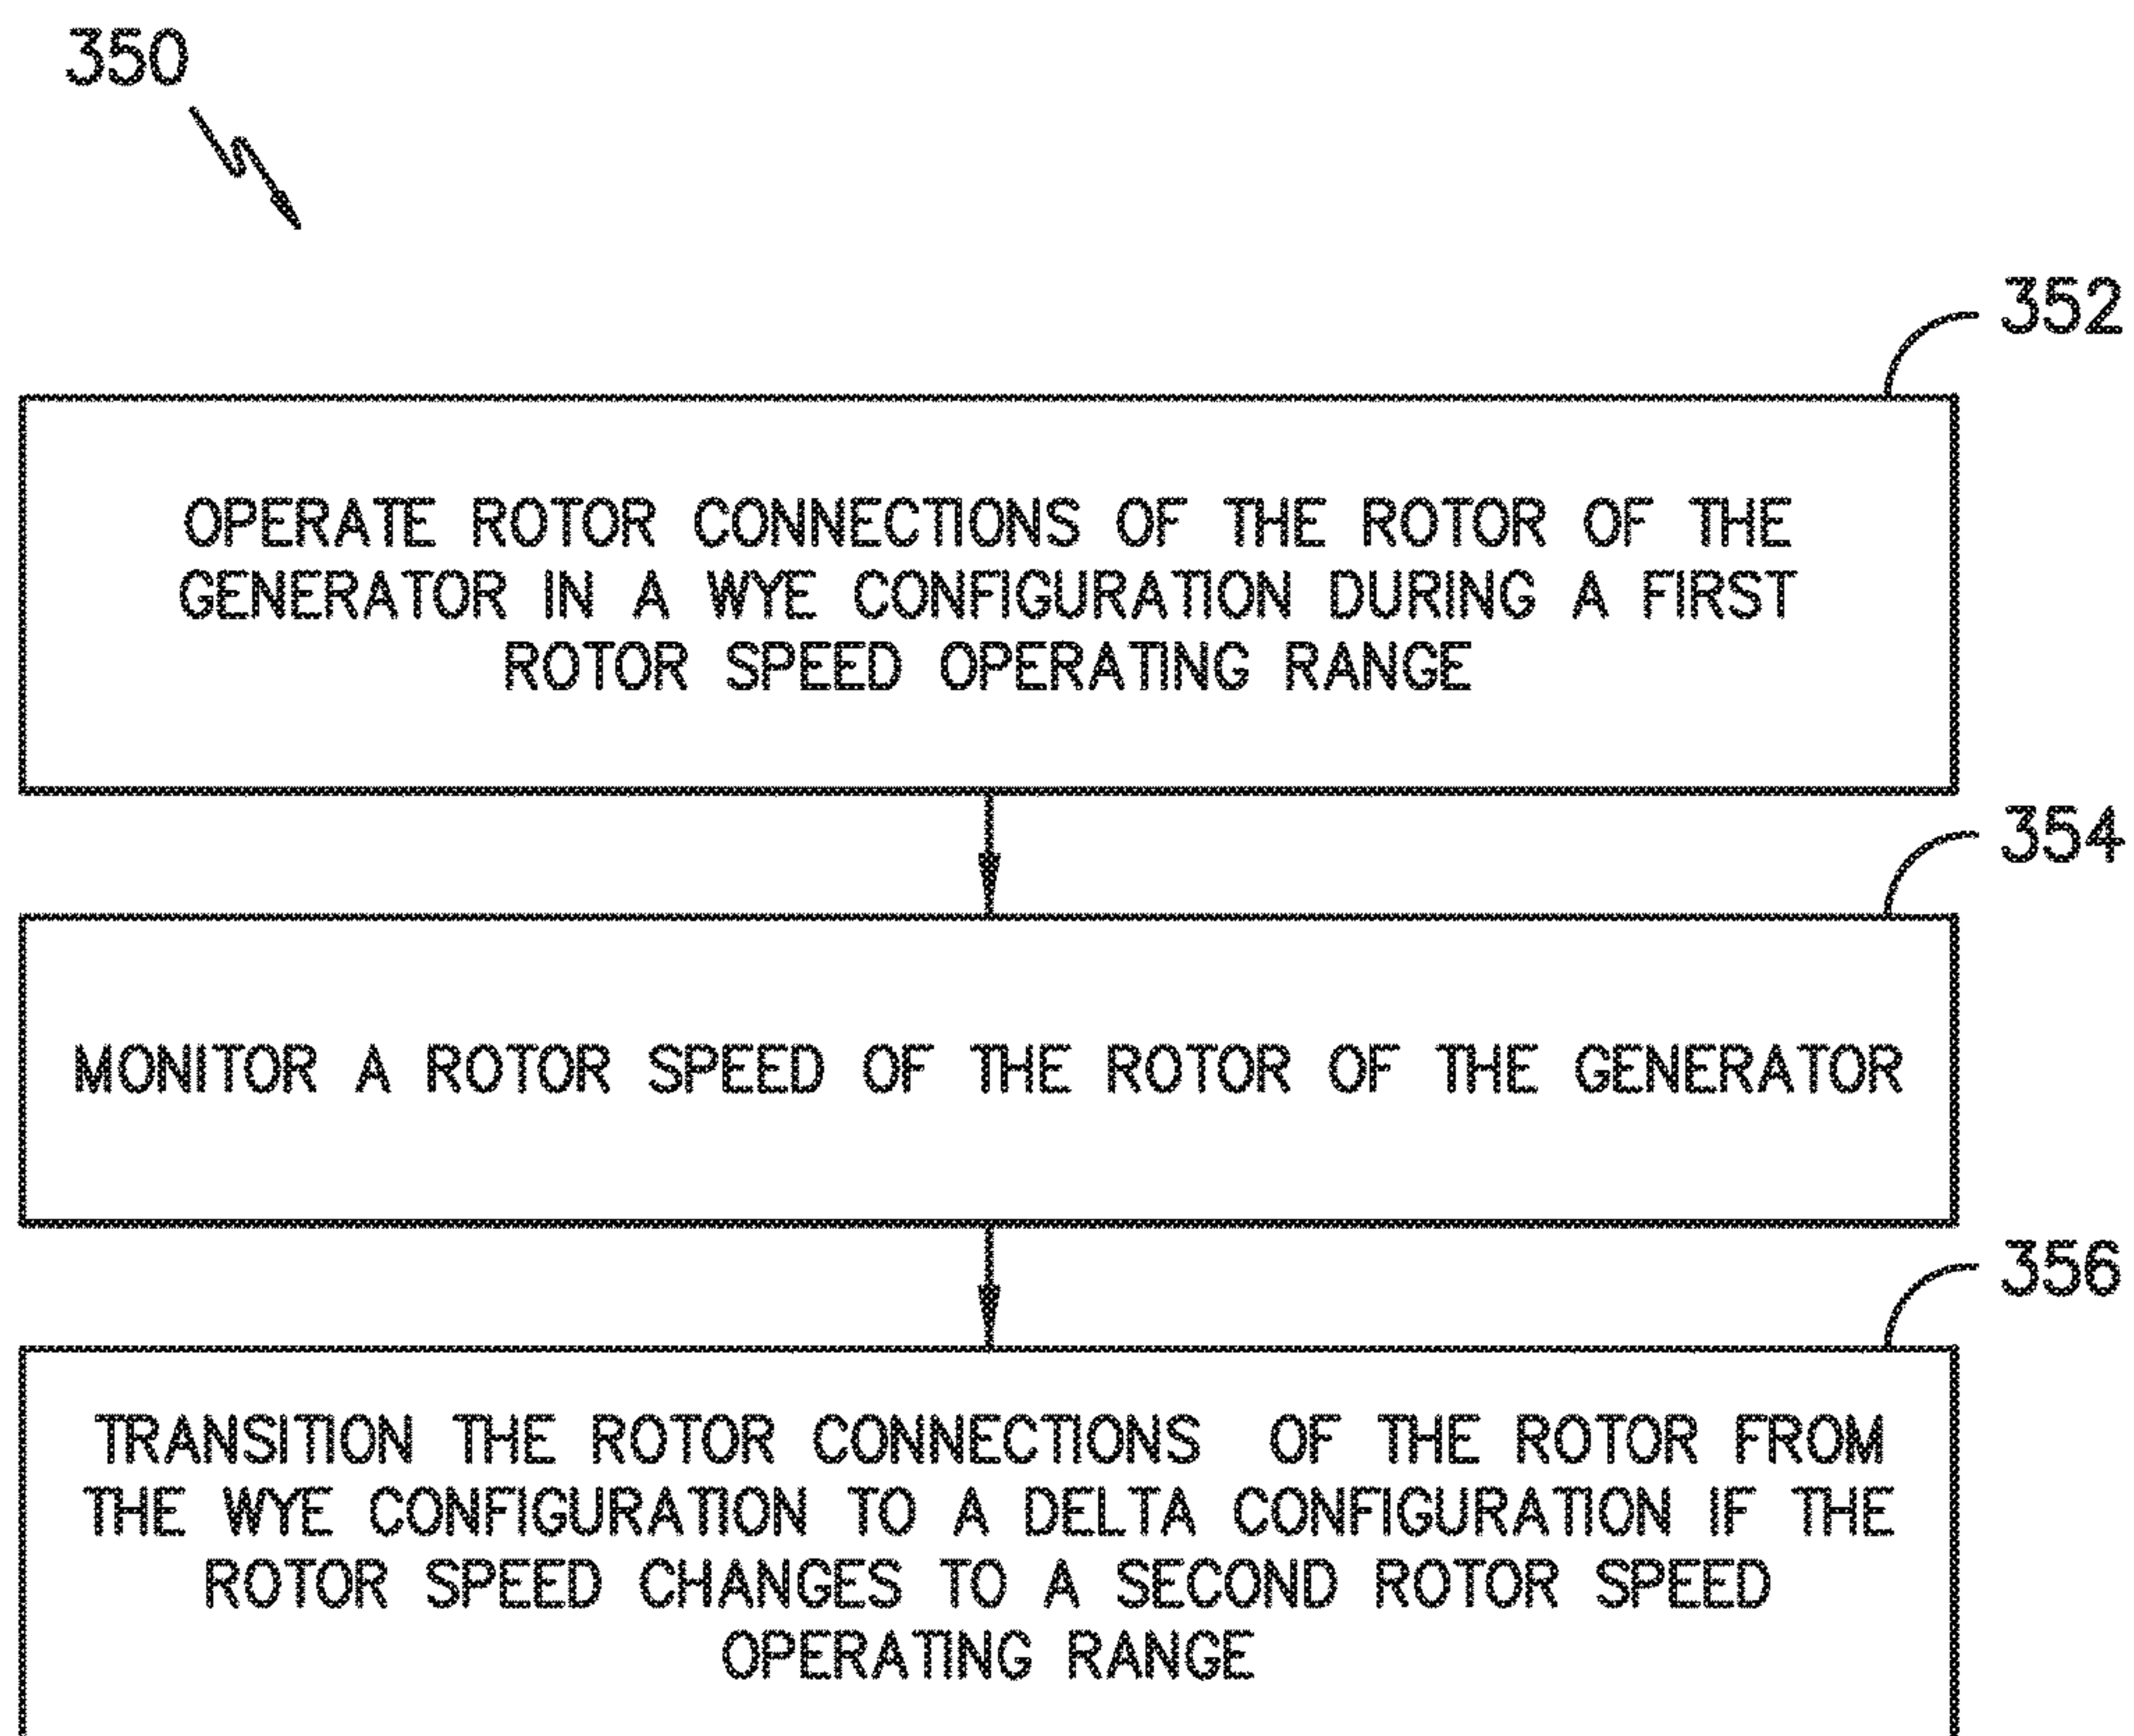 350
352
OPERATE ROTOR CONNECTIONS OF THE ROTOR OF THE
GENERATOR IN A WYE CONFIGURATION DURING A FIRST
ROTOR SPEED OPERATING RANGE
354
MONITOR A ROTOR SPEED OF THE ROTOR OF THE GENERATOR
356
TRANSITION THE ROTOR CONNECTIONS OF THE ROTOR FROM
THE WYE CONFIGURATION TO A DELTA CONFIGURATION IF THE
ROTOR SPEED CHANGES TO A SECOND ROTOR SPEED
OPERATING RANGE